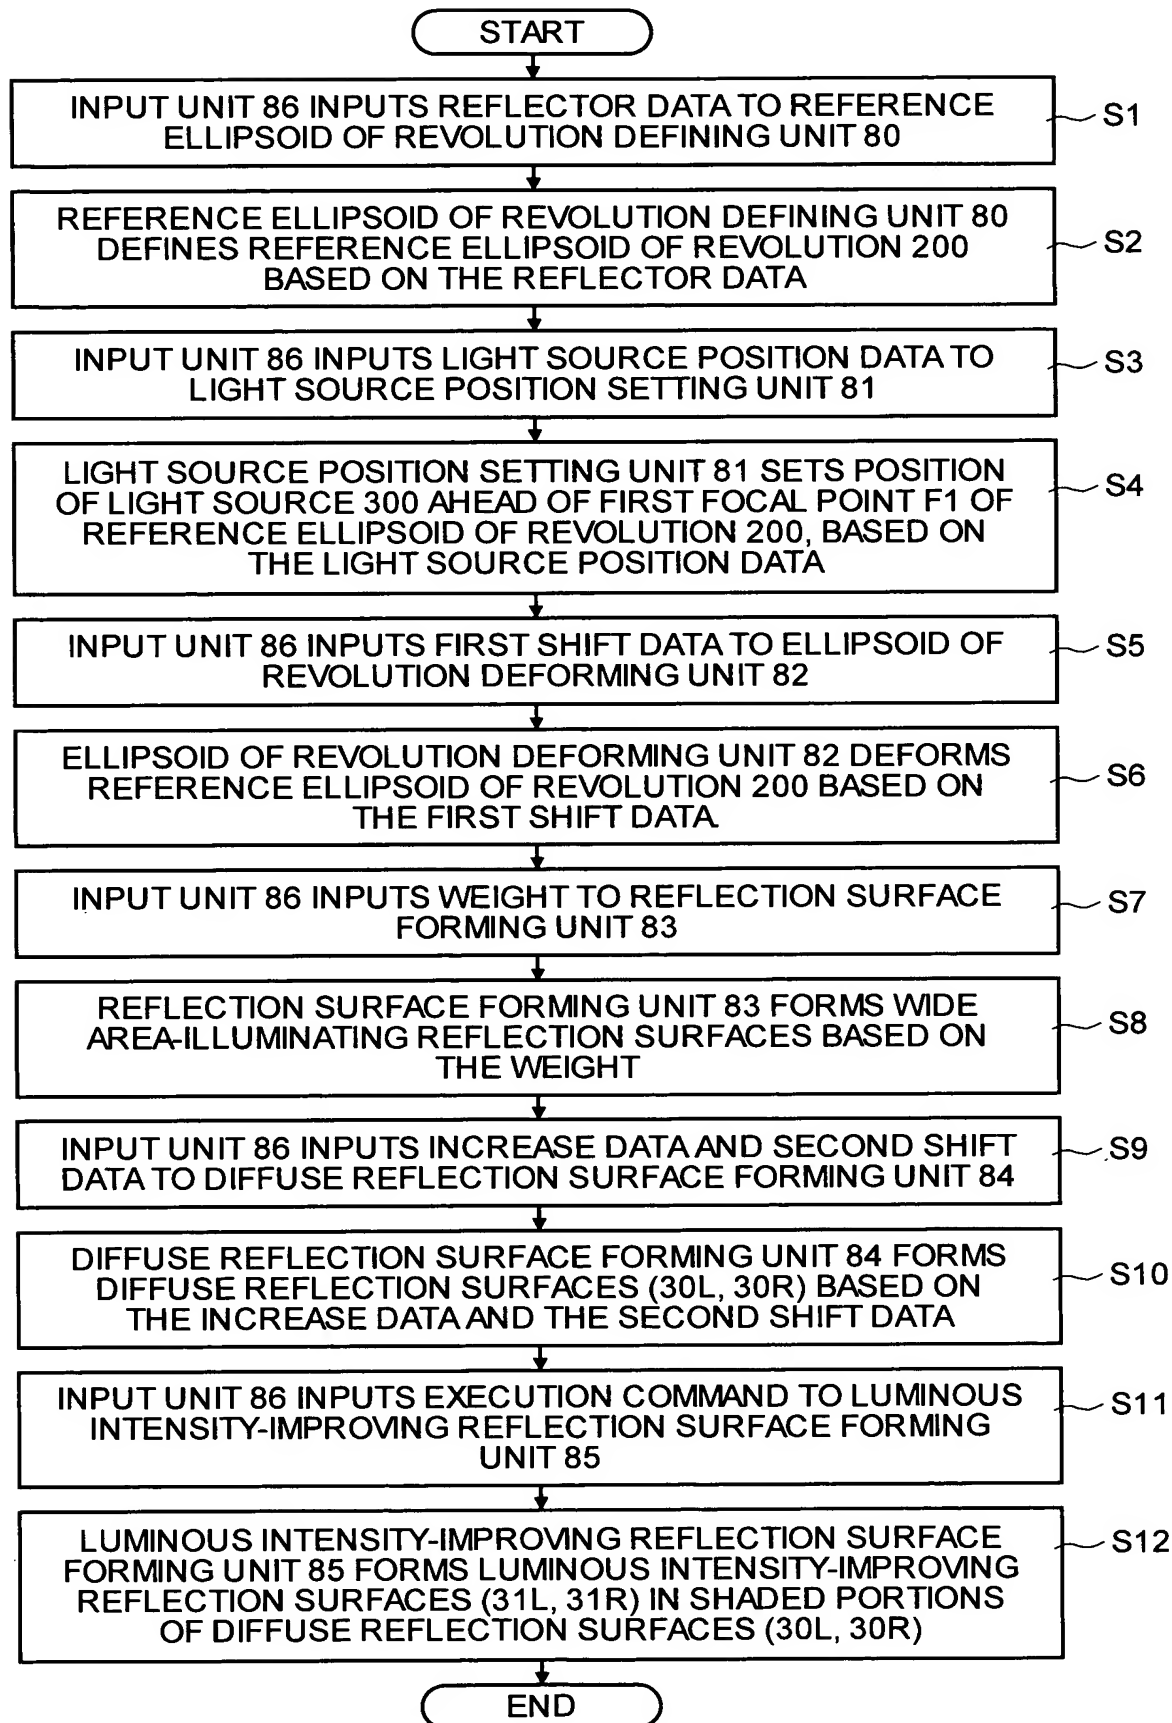 START
INPUT UNIT 86 INPUTS REFLECTOR DATA TO REFERENCE
ELLIPSOID OF REVOLUTION DEFINING UNIT 80
S1
REFERENCE ELLIPSOID OF REVOLUTION DEFINING UNIT 80
DEFINES REFERENCE ELLIPSOID OF REVOLUTION 200
BASED ON THE REFLECTOR DATA
S2
INPUT UNIT 86 INPUTS LIGHT SOURCE POSITION DATA TO
LIGHT SOURCE POSITION SETTING UNIT 81
S3
LIGHT SOURCE POSITION SETTING UNIT 81 SETS POSITION
OF LIGHT SOURCE 300 AHEAD OF FIRST FOCAL POINT F1 OF
REFERENCE ELLIPSOID OF REVOLUTION 200, BASED ON
THE LIGHT SOURCE POSITION DATA
S4
INPUT UNIT 86 INPUTS FIRST SHIFT DATA TO ELLIPSOID OF
REVOLUTION DEFORMING UNIT 82
S5
ELLIPSOID OF REVOLUTION DEFORMING UNIT 82 DEFORMS
REFERENCE ELLIPSOID OF REVOLUTION 200 BASED ON
THE FIRST SHIFT DATA.
S6
INPUT UNIT 86 INPUTS WEIGHT TO REFLECTION SURFACE
FORMING UNIT 83
S7
REFLECTION SURFACE FORMING UNIT 83 FORMS WIDE
AREA-ILLUMINATING REFLECTION SURFACES BASED ON
THE WEIGHT
S8
INPUT UNIT 86 INPUTS INCREASE DATA AND SECOND SHIFT
DATA TO DIFFUSE REFLECTION SURFACE FORMING UNIT 84
S9
DIFFUSE REFLECTION SURFACE FORMING UNIT 84 FORMS
DIFFUSE REFLECTION SURFACES (30L, 30R) BASED ON
THE INCREASE DATA AND THE SECOND SHIFT DATA
S10
INPUT UNIT 86 INPUTS EXECUTION COMMAND TO LUMINOUS
INTENSITY-IMPROVING REFLECTION SURFACE FORMING
UNIT 85
S11
LUMINOUS INTENSITY-IMPROVING REFLECTION SURFACE
FORMING UNIT 85 FORMS LUMINOUS INTENSITY-IMPROVING
REFLECTION SURFACES (31L, 31R) IN SHADED PORTIONS
OF DIFFUSE REFLECTION SURFACES (30L, 30R)
S12
END